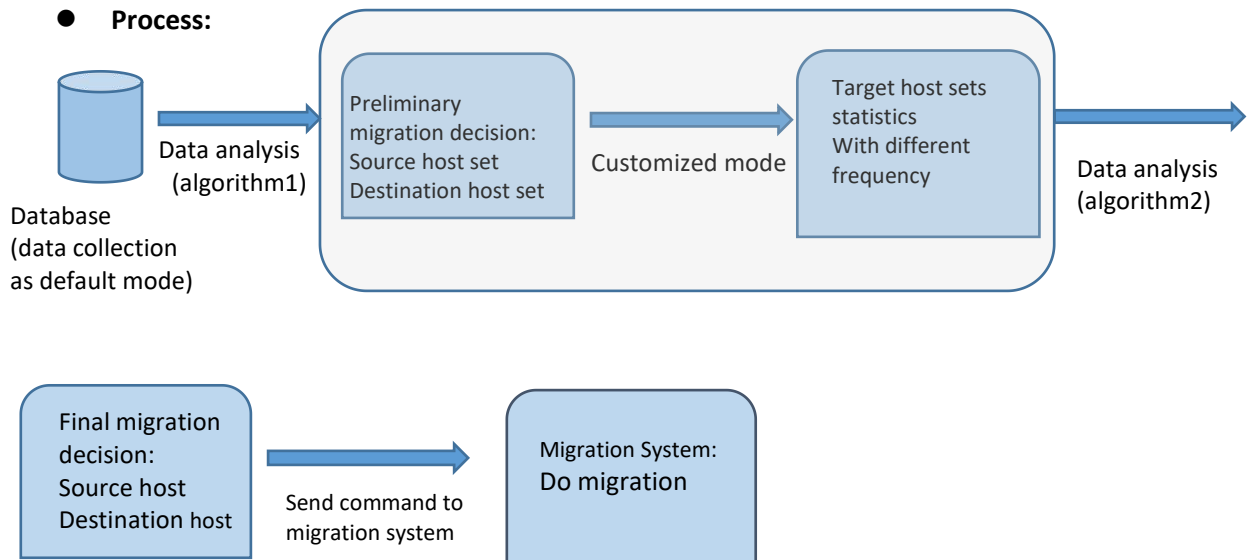 ● Process:
Database
(data collection
as default mode)
Data analysis
(algorithm1)
Preliminary
migration decision:
Source host set
Destination host set
Customized mode
Target host sets
statistics
With different
frequency
Data analysis
(algorithm2)
Final migration
decision:
Source host
Destination host
Send command to
migration system
Migration System:
Do migration